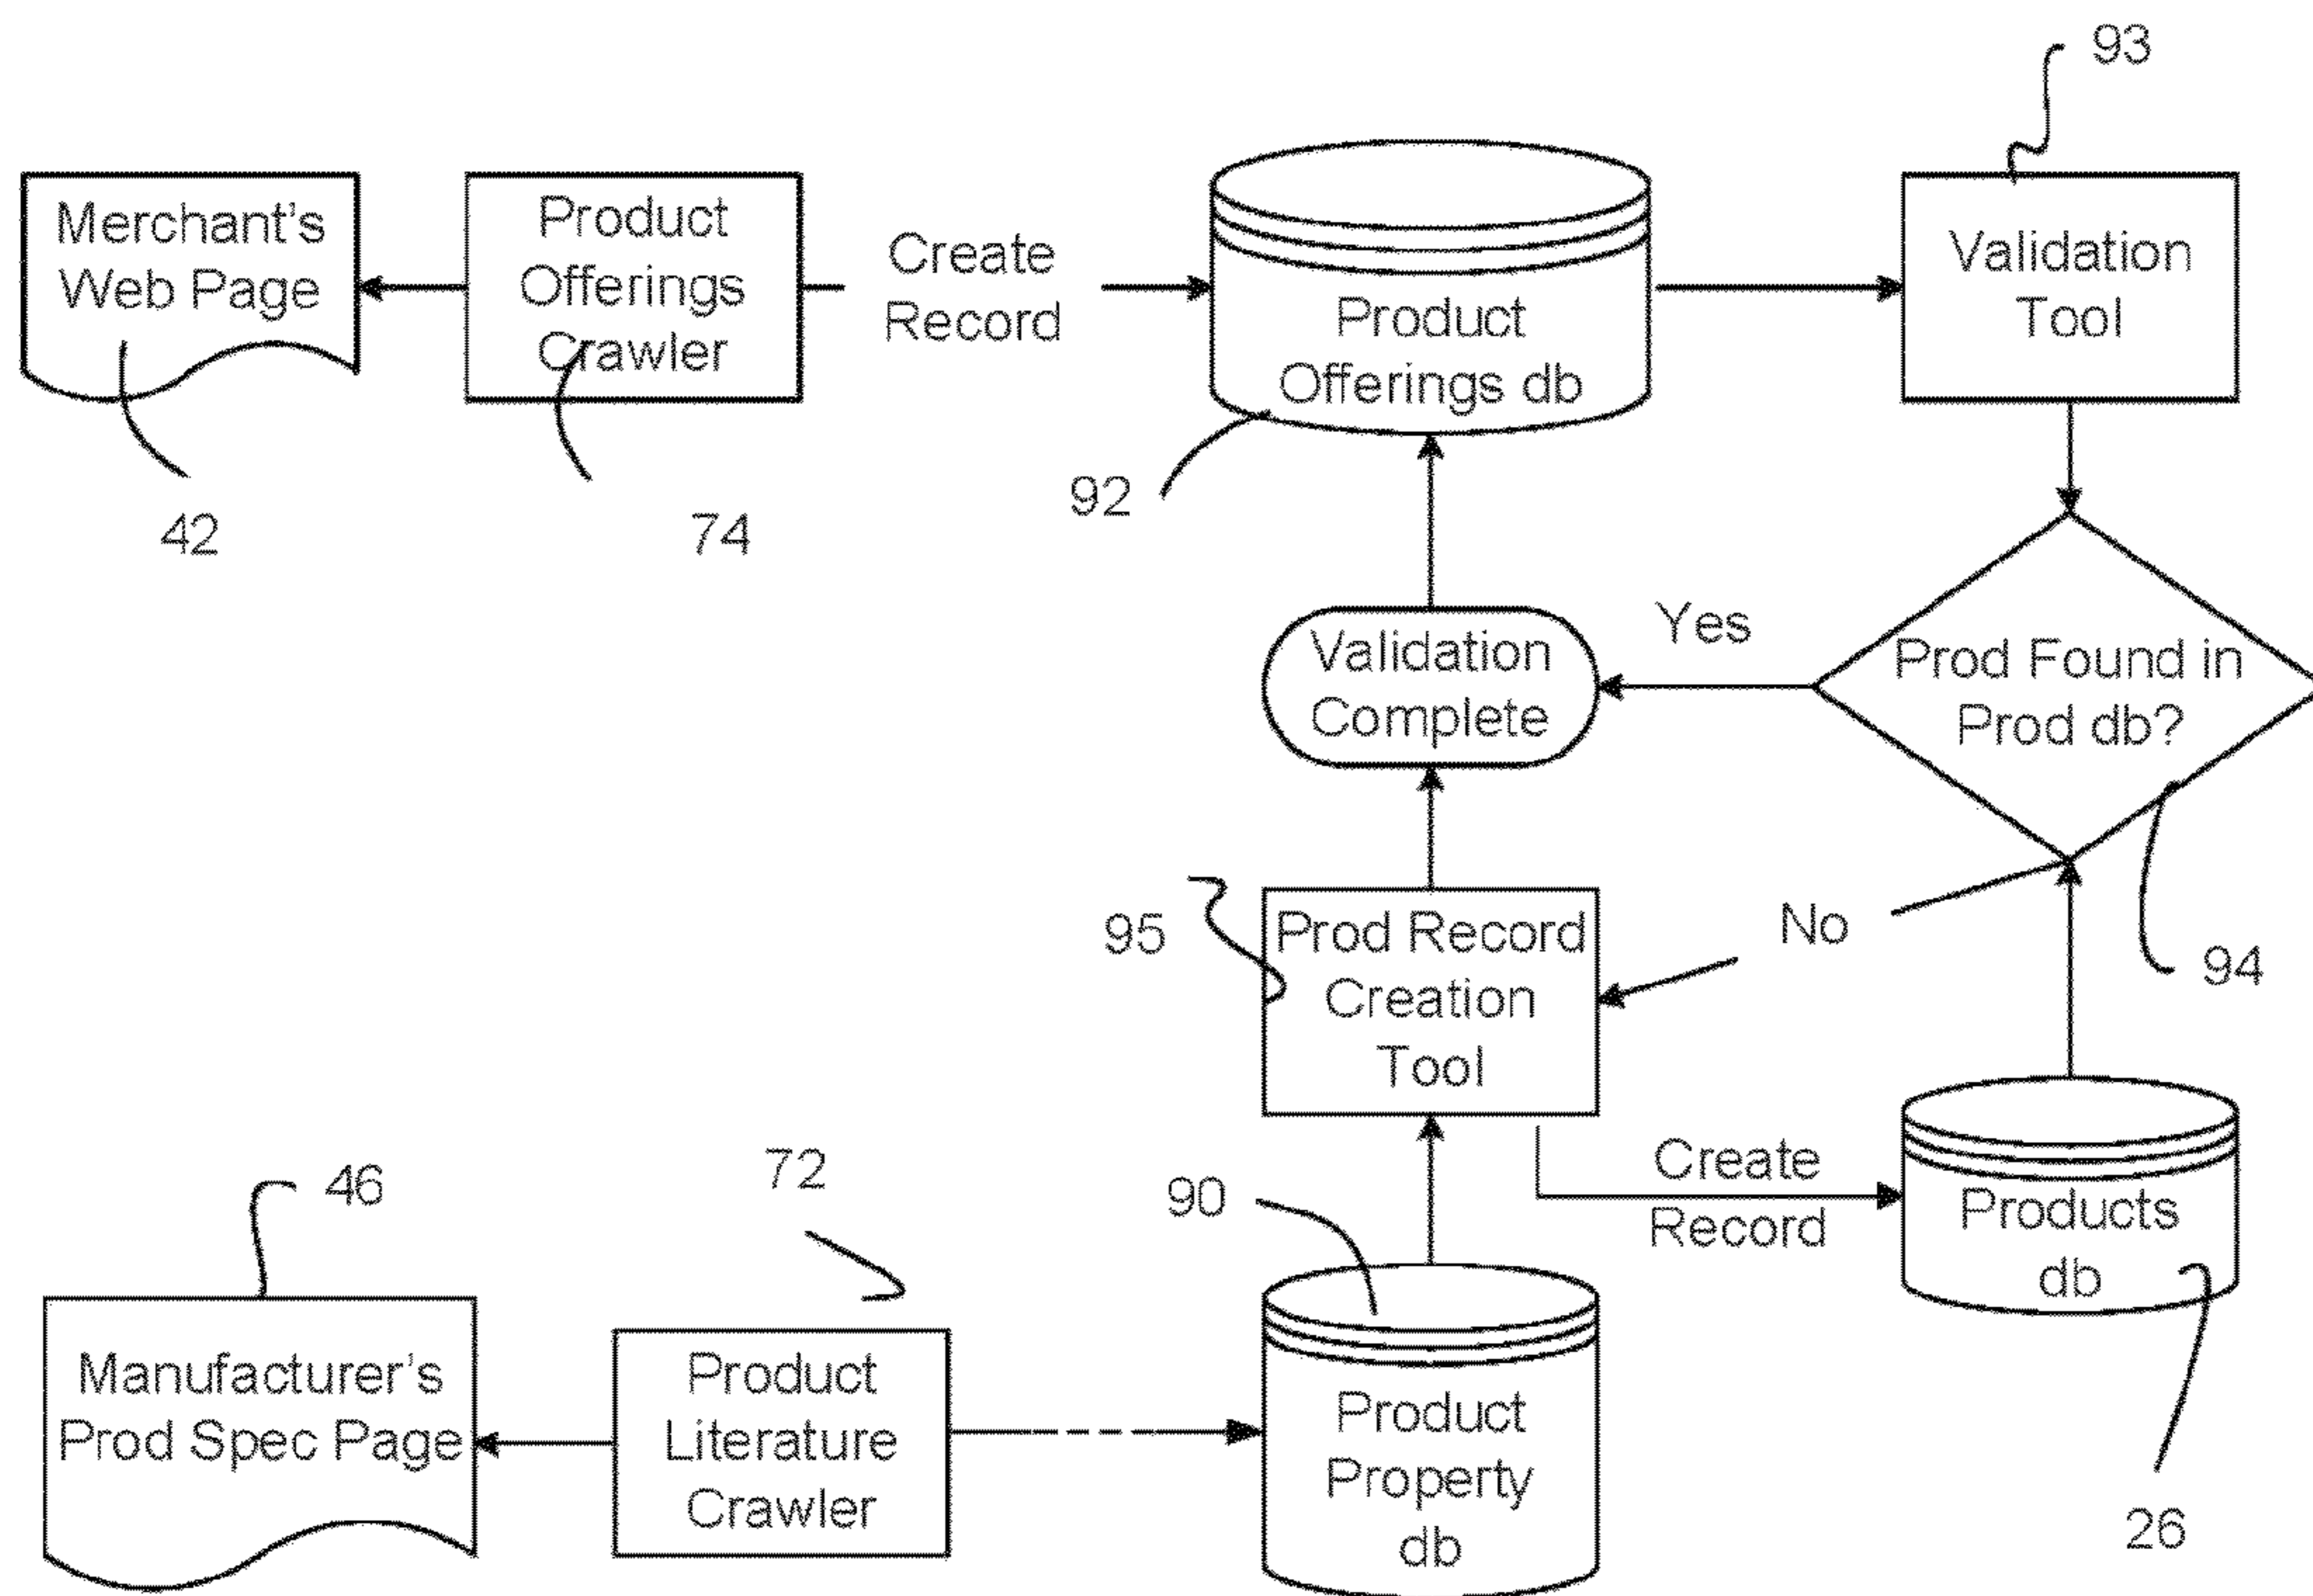 93
Merchant's
Web Page
Product
Offerings
Crawler
Create
Record
Product
Offerings db
Validation
Tool
42
74
92
Validation
Complete
Yes
Prod Found in
Prod db?
95
Prod Record
Creation
Tool
No
94
46
72
90
Create
Record
Products
db
Manufacturer's
Prod Spec Page
Product
Literature
Crawler
Product
Property
db
26